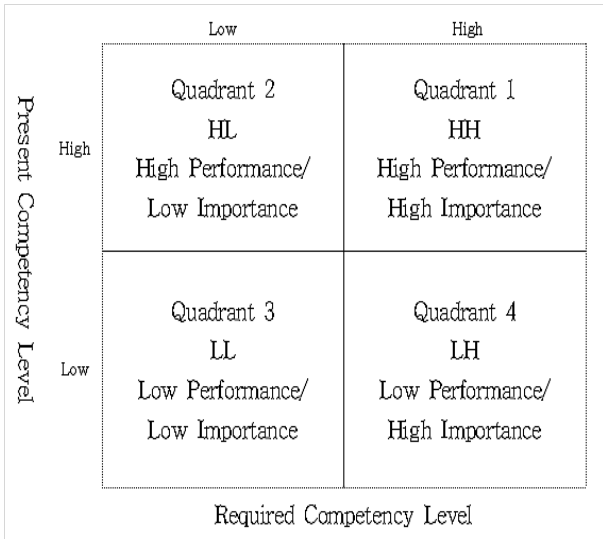 Low
High
Present Competency Level
High
Quadrant 2
HL
High Performance/
Low Importance
Quadrant 1
HH
High Performance/
High Importance
Low
Quadrant 3
LL
Low Performance/
Low Importance
Quadrant 4
LH
Low Performance/
High Importance
Required Competency Level